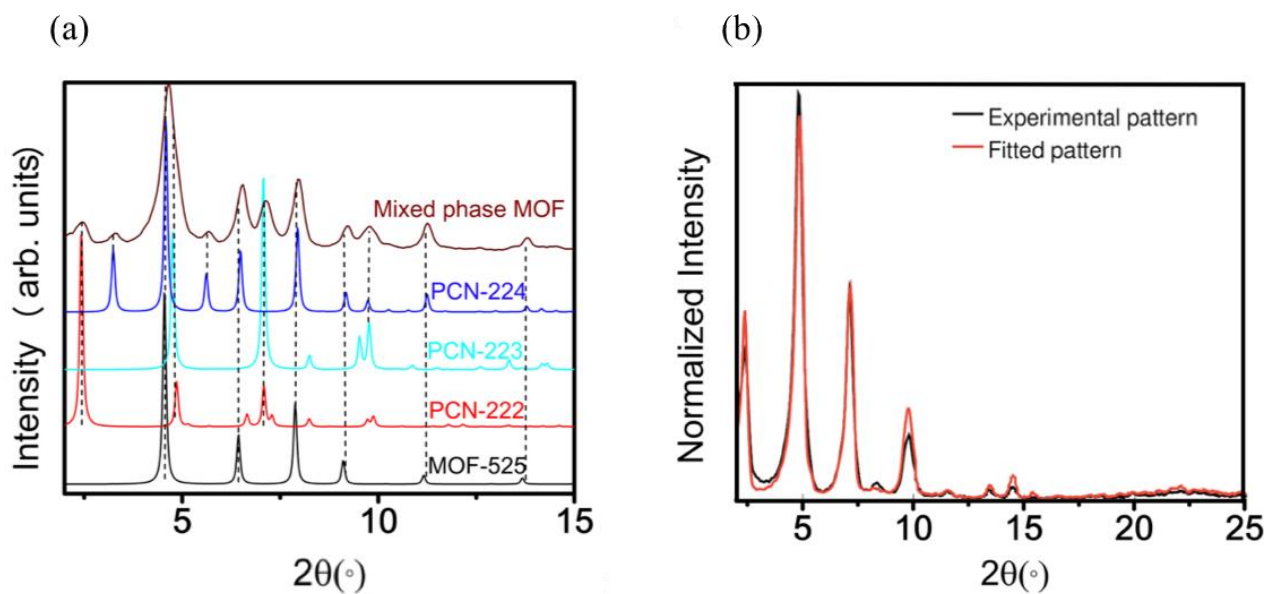 (a)
Intensity ( arb. units)
Mixed phase MOF
PCN-224
PCN-223
PCN-222
MOF-525
5 10 15
2θ(◦)
(b)
Normalized Intensity
Experimental pattern
Fitted pattern
5 10 15 20 25
2θ(◦)